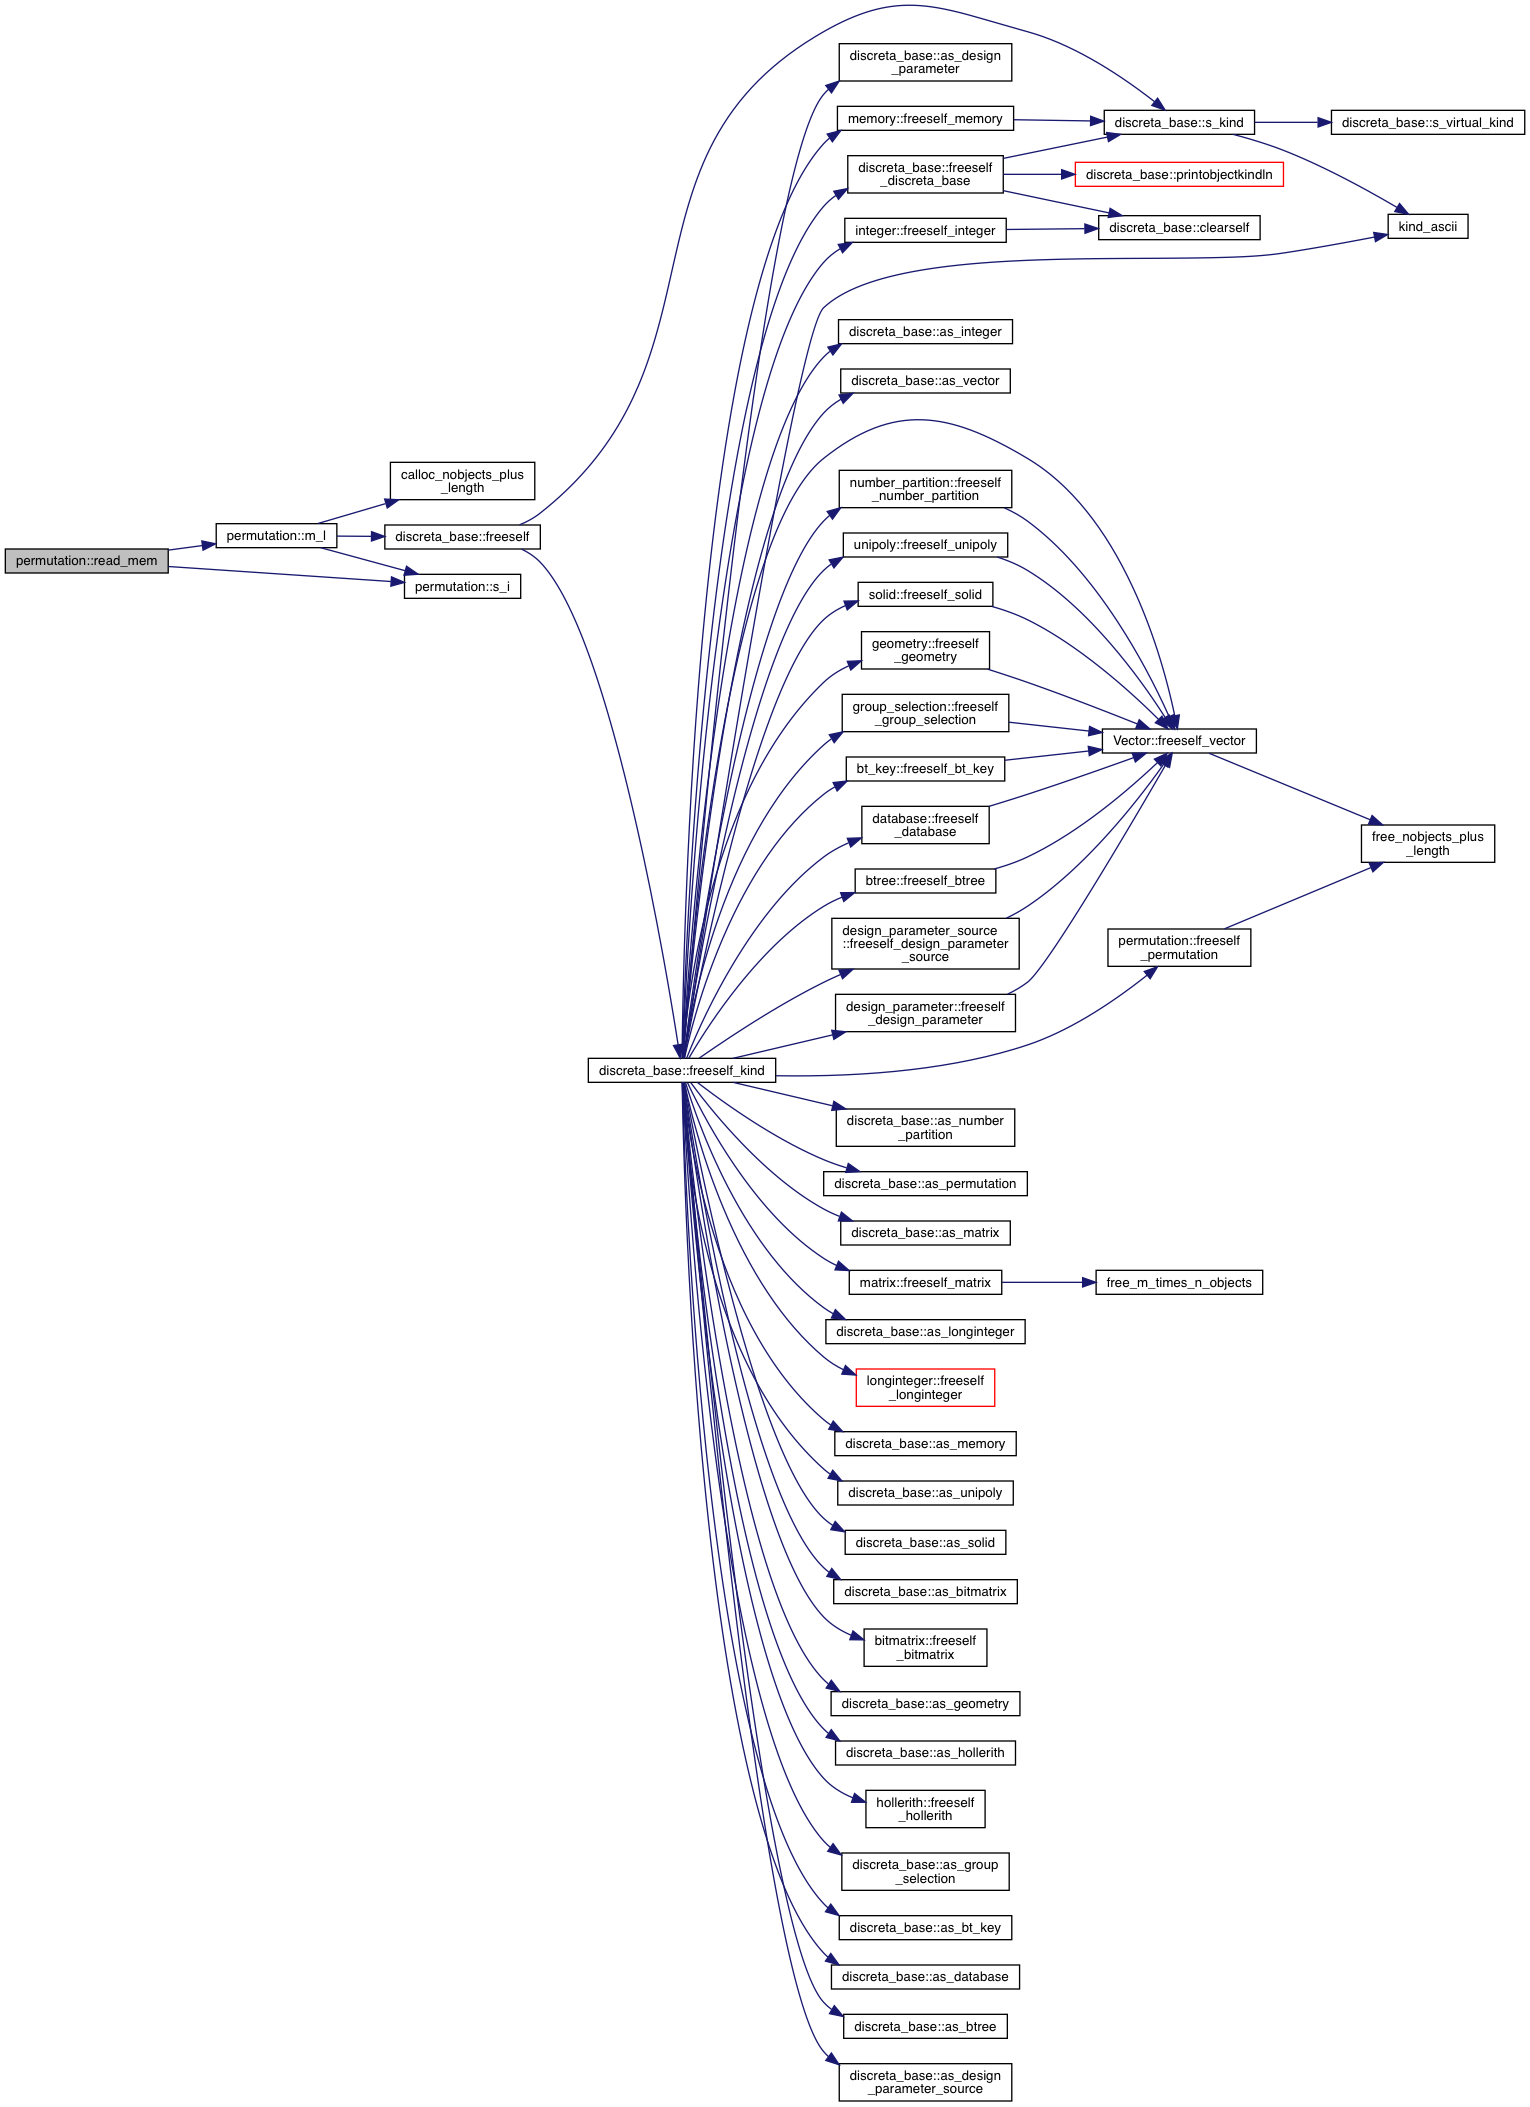 permutation::read_mem
permutation::m_l
calloc_nobjects_plus
_length
discreta_base::freeself
permutation::s_i
discreta_base::freeself_kind
discreta_base::as_design
_parameter
memory::freeself_memory
discreta_base::freeself
_discreta_base
integer::freeself_integer
discreta_base::as_integer
discreta_base::as_vector
number_partition::freeself
_number_partition
unipoly::freeself_unipoly
solid::freeself_solid
geometry::freeself
_geometry
group_selection::freeself
_group_selection
bt_key::freeself_bt_key
database::freeself
_database
btree::freeself_btree
design_parameter_source
::freeself_design_parameter
_source
design_parameter::freeself
_design_parameter
discreta_base::as_number
_partition
discreta_base::as_permutation
discreta_base::as_matrix
matrix::freeself_matrix
discreta_base::as_longinteger
longinteger::freeself
_longinteger
discreta_base::as_memory
discreta_base::as_unipoly
discreta_base::as_solid
discreta_base::as_bitmatrix
bitmatrix::freeself
_bitmatrix
discreta_base::as_geometry
discreta_base::as_hollerith
hollerith::freeself
_hollerith
discreta_base::as_group
_selection
discreta_base::as_bt_key
discreta_base::as_database
discreta_base::as_btree
discreta_base::as_design
_parameter_source
discreta_base::s_kind
discreta_base::printobjectkindln
discreta_base::clearself
Vector::freeself_vector
permutation::freeself
_permutation
free_m_times_n_objects
discreta_base::s_virtual_kind
kind_ascii
free_nobjects_plus
_length